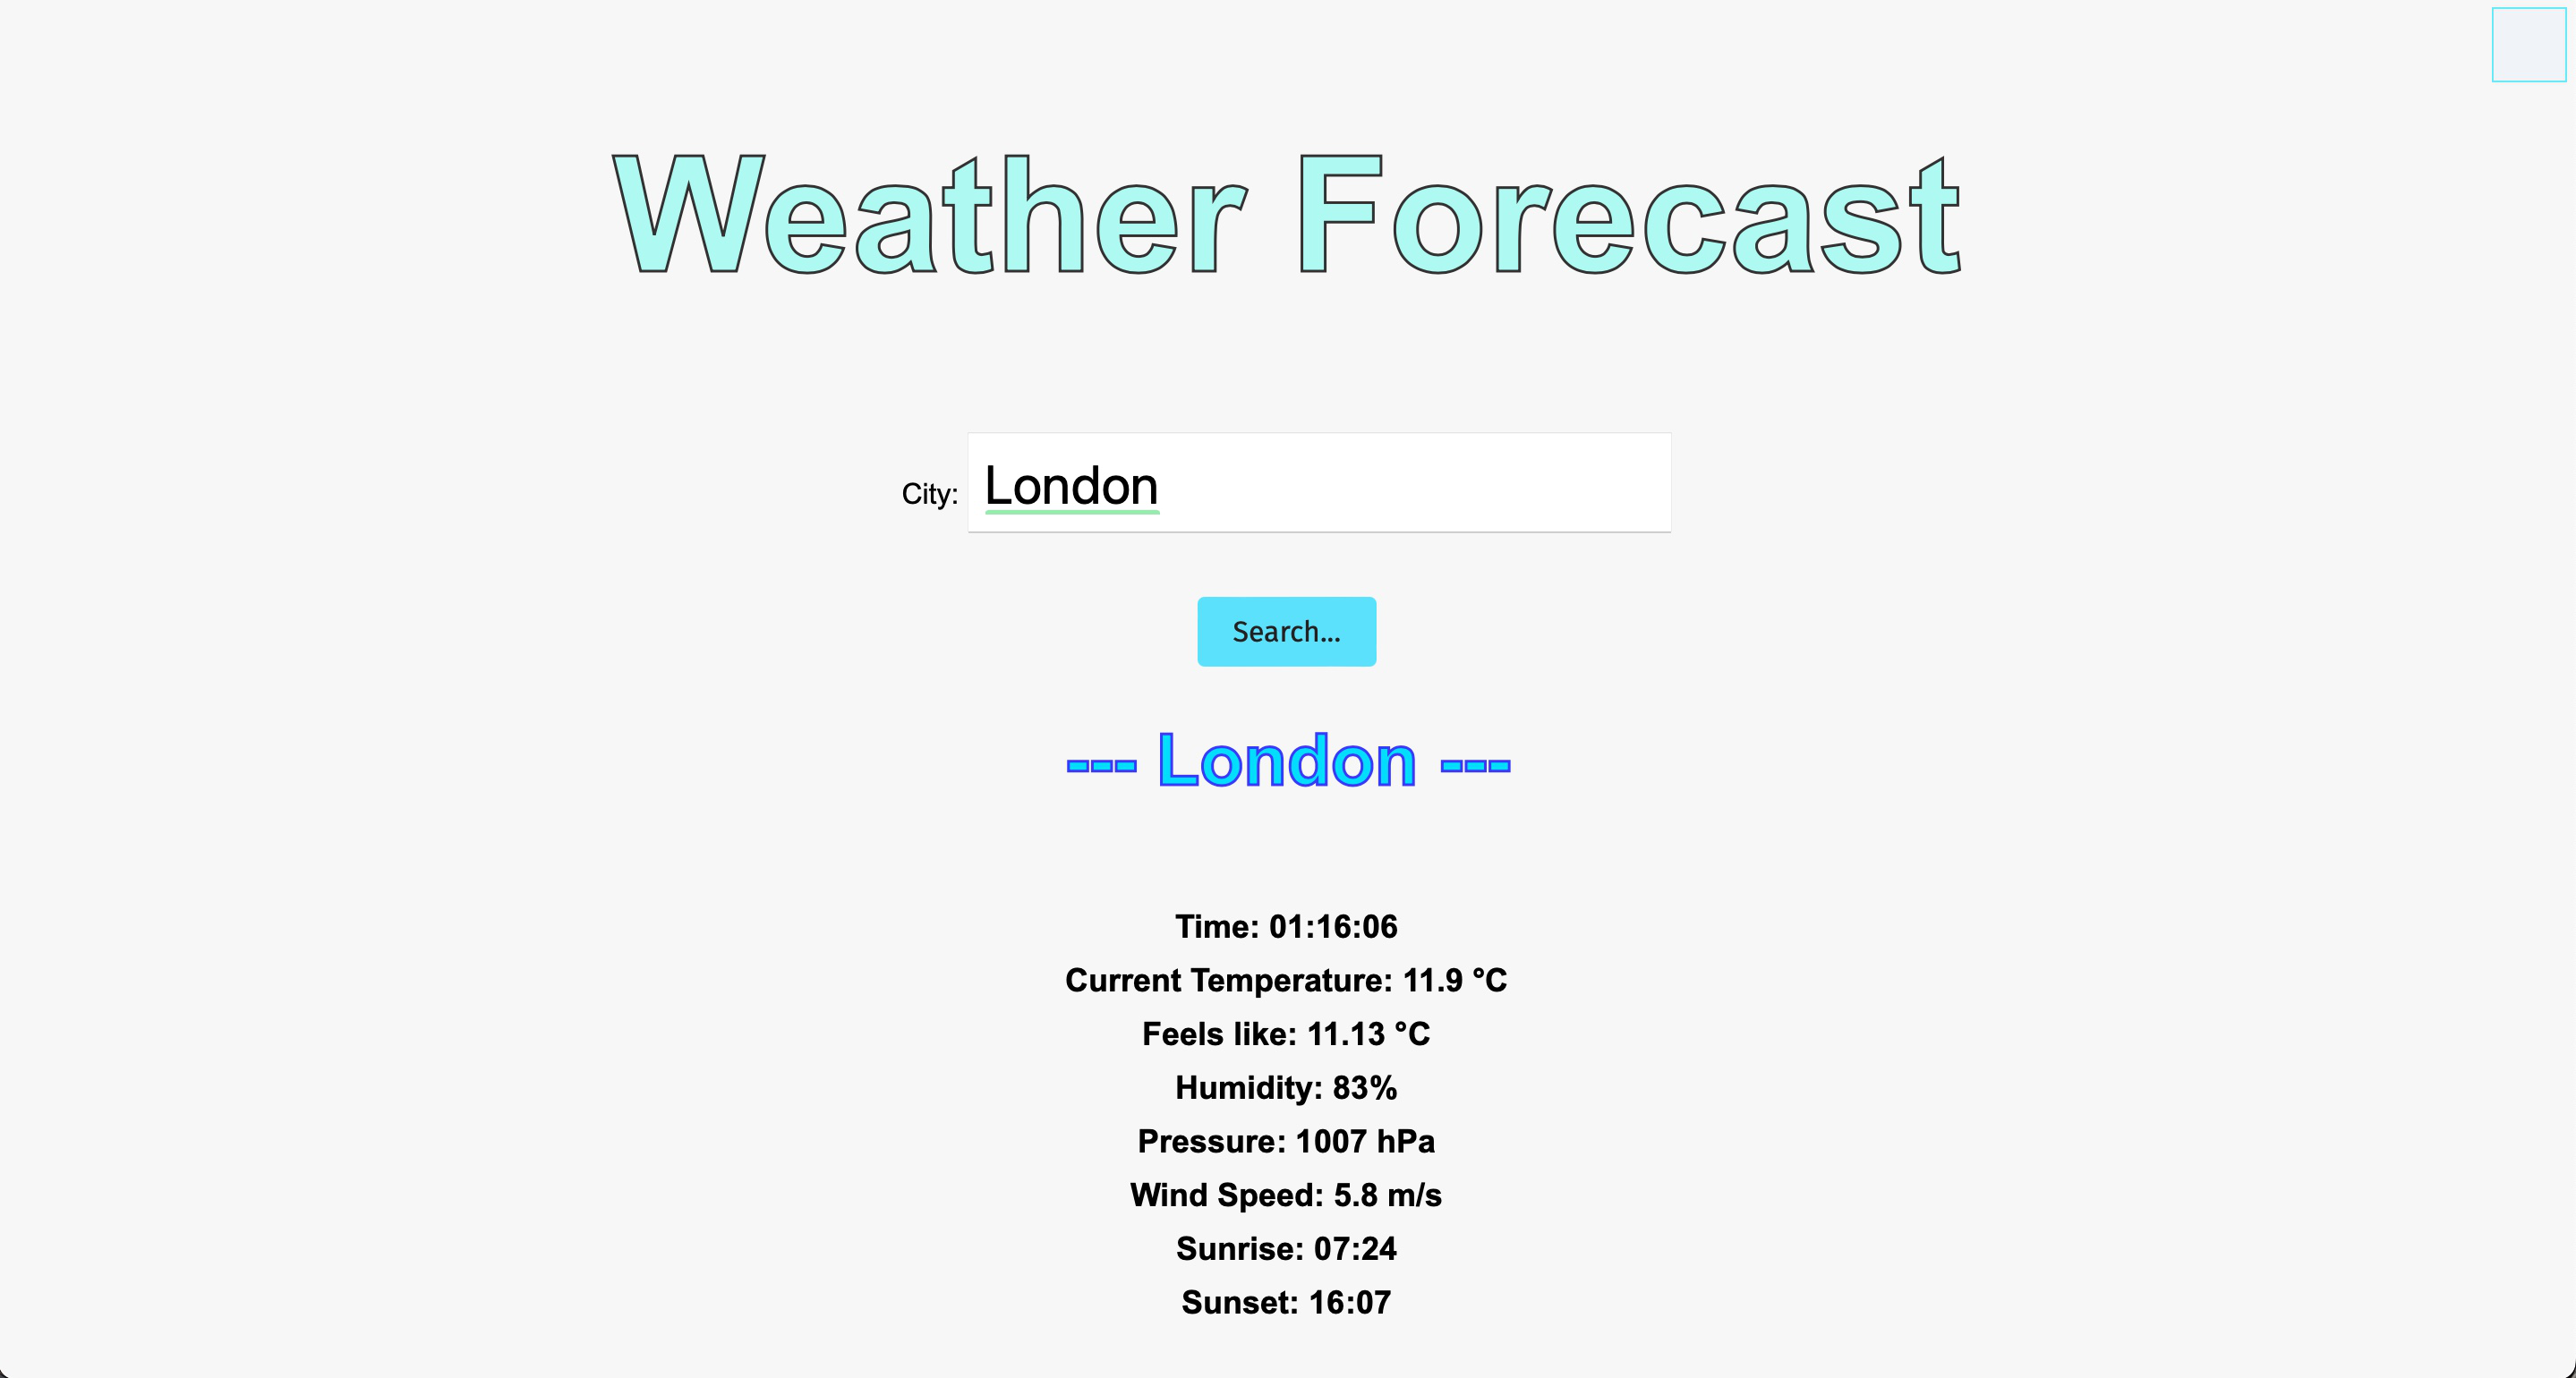 Weather Forecast
City: London
Search...
--- London ---
Time: 01:16:06
Current Temperature: 11.9 °C
Feels like: 11.13 °C
Humidity: 83%
Pressure: 1007 hPa
Wind Speed: 5.8 m/s
Sunrise: 07:24
Sunset: 16:07